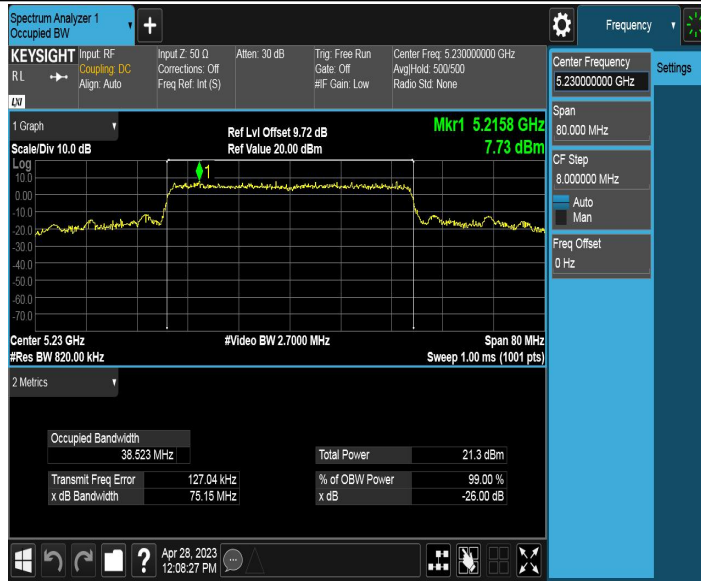 Spectrum Analyzer 1
Occupied BW
+
Frequency
KEYSIGHT
RL
LXI
Input: RF
Coupling: DC
Align: Auto
Input Z: 50 Ω
Corrections: Off
Freq Ref: Int (S)
Atten: 30 dB
Trig: Free Run
Gate: Off
#IF Gain: Low
Center Freq: 5.230000000 GHz
Avg|Hold: 500/500
Radio Std: None
Center Frequency
5.230000000 GHz
Settings
Span
80.000 MHz
CF Step
8.000000 MHz
Auto
Man
Freq Offset
0 Hz
1 Graph
Scale/Div 10.0 dB
Ref Lvl Offset 9.72 dB
Ref Value 20.00 dBm
Mkr1 5.2158 GHz
7.73 dBm
Log
10.0
0.00
-10.0
-20.0
-30.0
-40.0
-50.0
-60.0
-70.0
1
Center 5.23 GHz
#Res BW 820.00 kHz
#Video BW 2.7000 MHz
Span 80 MHz
Sweep 1.00 ms (1001 pts)
2 Metrics
Occupied Bandwidth
38.523 MHz
Total Power 21.3 dBm
Transmit Freq Error 127.04 kHz
% of OBW Power 99.00 %
x dB Bandwidth 75.15 MHz
x dB -26.00 dB
?
Apr 28, 2023
12:08:27 PM